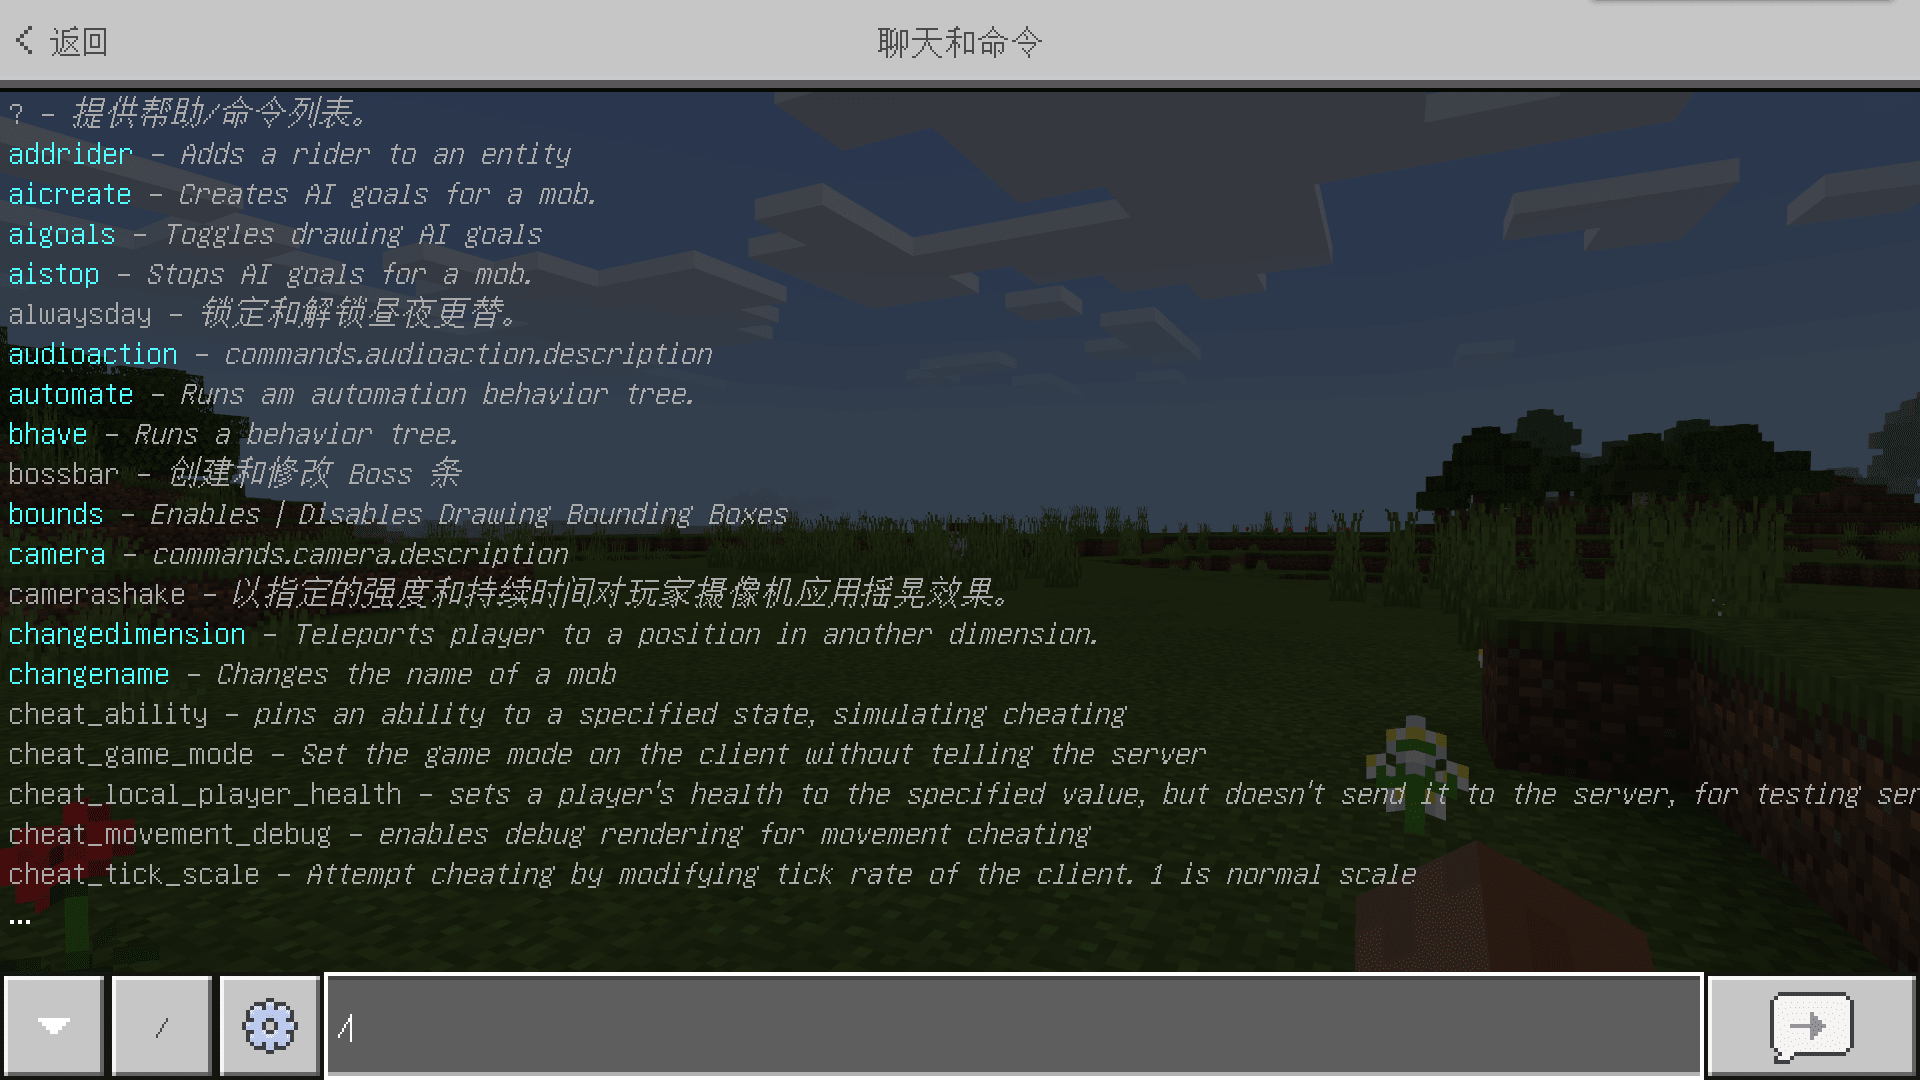 返回
聊天和命令
? – 提供帮助/命令列表。
addrider – Adds a rider to an entity
aicreate – Creates AI goals for a mob.
aigoals – Toggles drawing AI goals
aistop – Stops AI goals for a mob.
alwaysday – 锁定和解锁昼夜更替。
audioaction – commands.audioaction.description
automate – Runs am automation behavior tree.
bhave – Runs a behavior tree.
bossbar – 创建和修改 Boss 条
bounds – Enables | Disables Drawing Bounding Boxes
camera – commands.camera.description
camerashake – 以指定的强度和持续时间对玩家摄像机应用摇晃效果。
changedimension – Teleports player to a position in another dimension.
changename – Changes the name of a mob
cheat_ability – pins an ability to a specified state, simulating cheating
cheat_game_mode – Set the game mode on the client without telling the server
cheat_local_player_health – sets a player's health to the specified value, but doesn't send it to the server, for testing ser
cheat_movement_debug – enables debug rendering for movement cheating
cheat_tick_scale – Attempt cheating by modifying tick rate of the client. 1 is normal scale
...
/
/